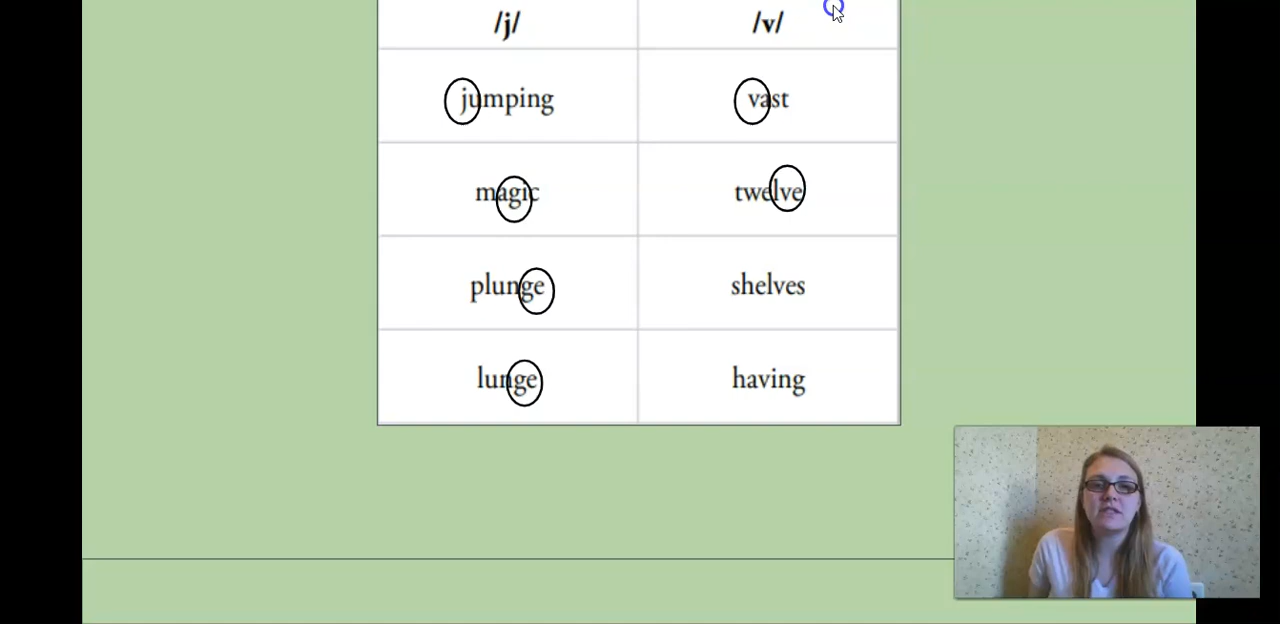 /j/ /v/
jumping vast
magic twelve
plunge shelves
lunge having